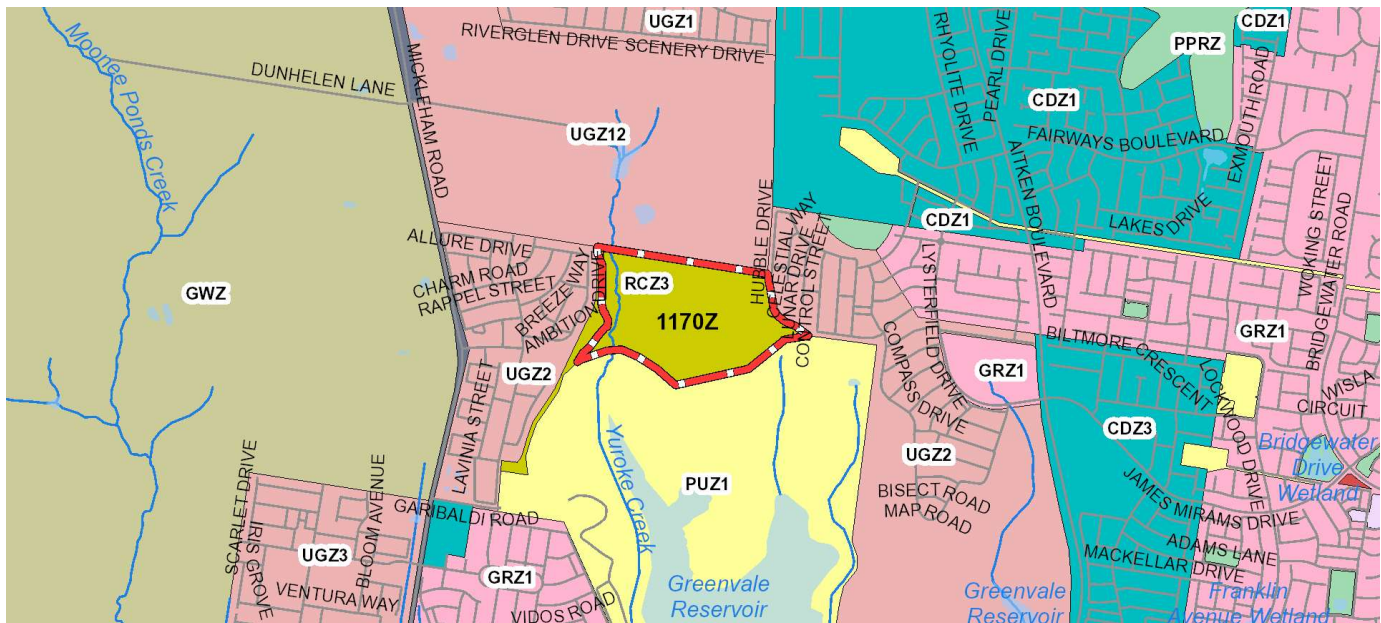 UGZ1
CDZ1
RIVERGLEN DRIVE SCENERY DRIVE
PPRZ
Moonee Ponds Creek
DUNHELEN LANE
MICKLEHAM ROAD
RHYOLITE DRIVE
PEARL DRIVE
CDZ1
EXMOUTH ROAD
UGZ12
FAIRWAYS BOULEVARD
AITKEN BOULEVARD
WOKING STREET
BRIDGEWATER ROAD
HUBBLE DRIVE
CONTROL STREET
CDZ1
LAKES DRIVE
ALLURE DRIVE
CHARM ROAD
RAPPEL STREET
BREEZE WAY
AMBITION
RCZ3
1170Z
LYSTERFIELD DRIVE
GWZ
GRZ1
BILTMORE CRESCENT
LOCKWOOD DRIVE
UGZ2
COMPASS DRIVE
GRZ1
WISLA
CIRCUIT
LAVINIA STREET
CDZ3
Yuroke Creek
UGZ2
Bridgewater
Drive
Wetland
SCARLET DRIVE
IRIS GROVE
BLOOM AVENUE
PUZ1
BISECT ROAD
MAP ROAD
JAMES MIRAMS DRIVE
GARIBALDI ROAD
ADAMS LANE
UGZ3
MACKELLAR DRIVE
GRZ1
VENTURA WAY
VIDOS ROAD
Greenvale
Reservoir
Greenvale
Reservoir
Franklin
Avenue Wetland